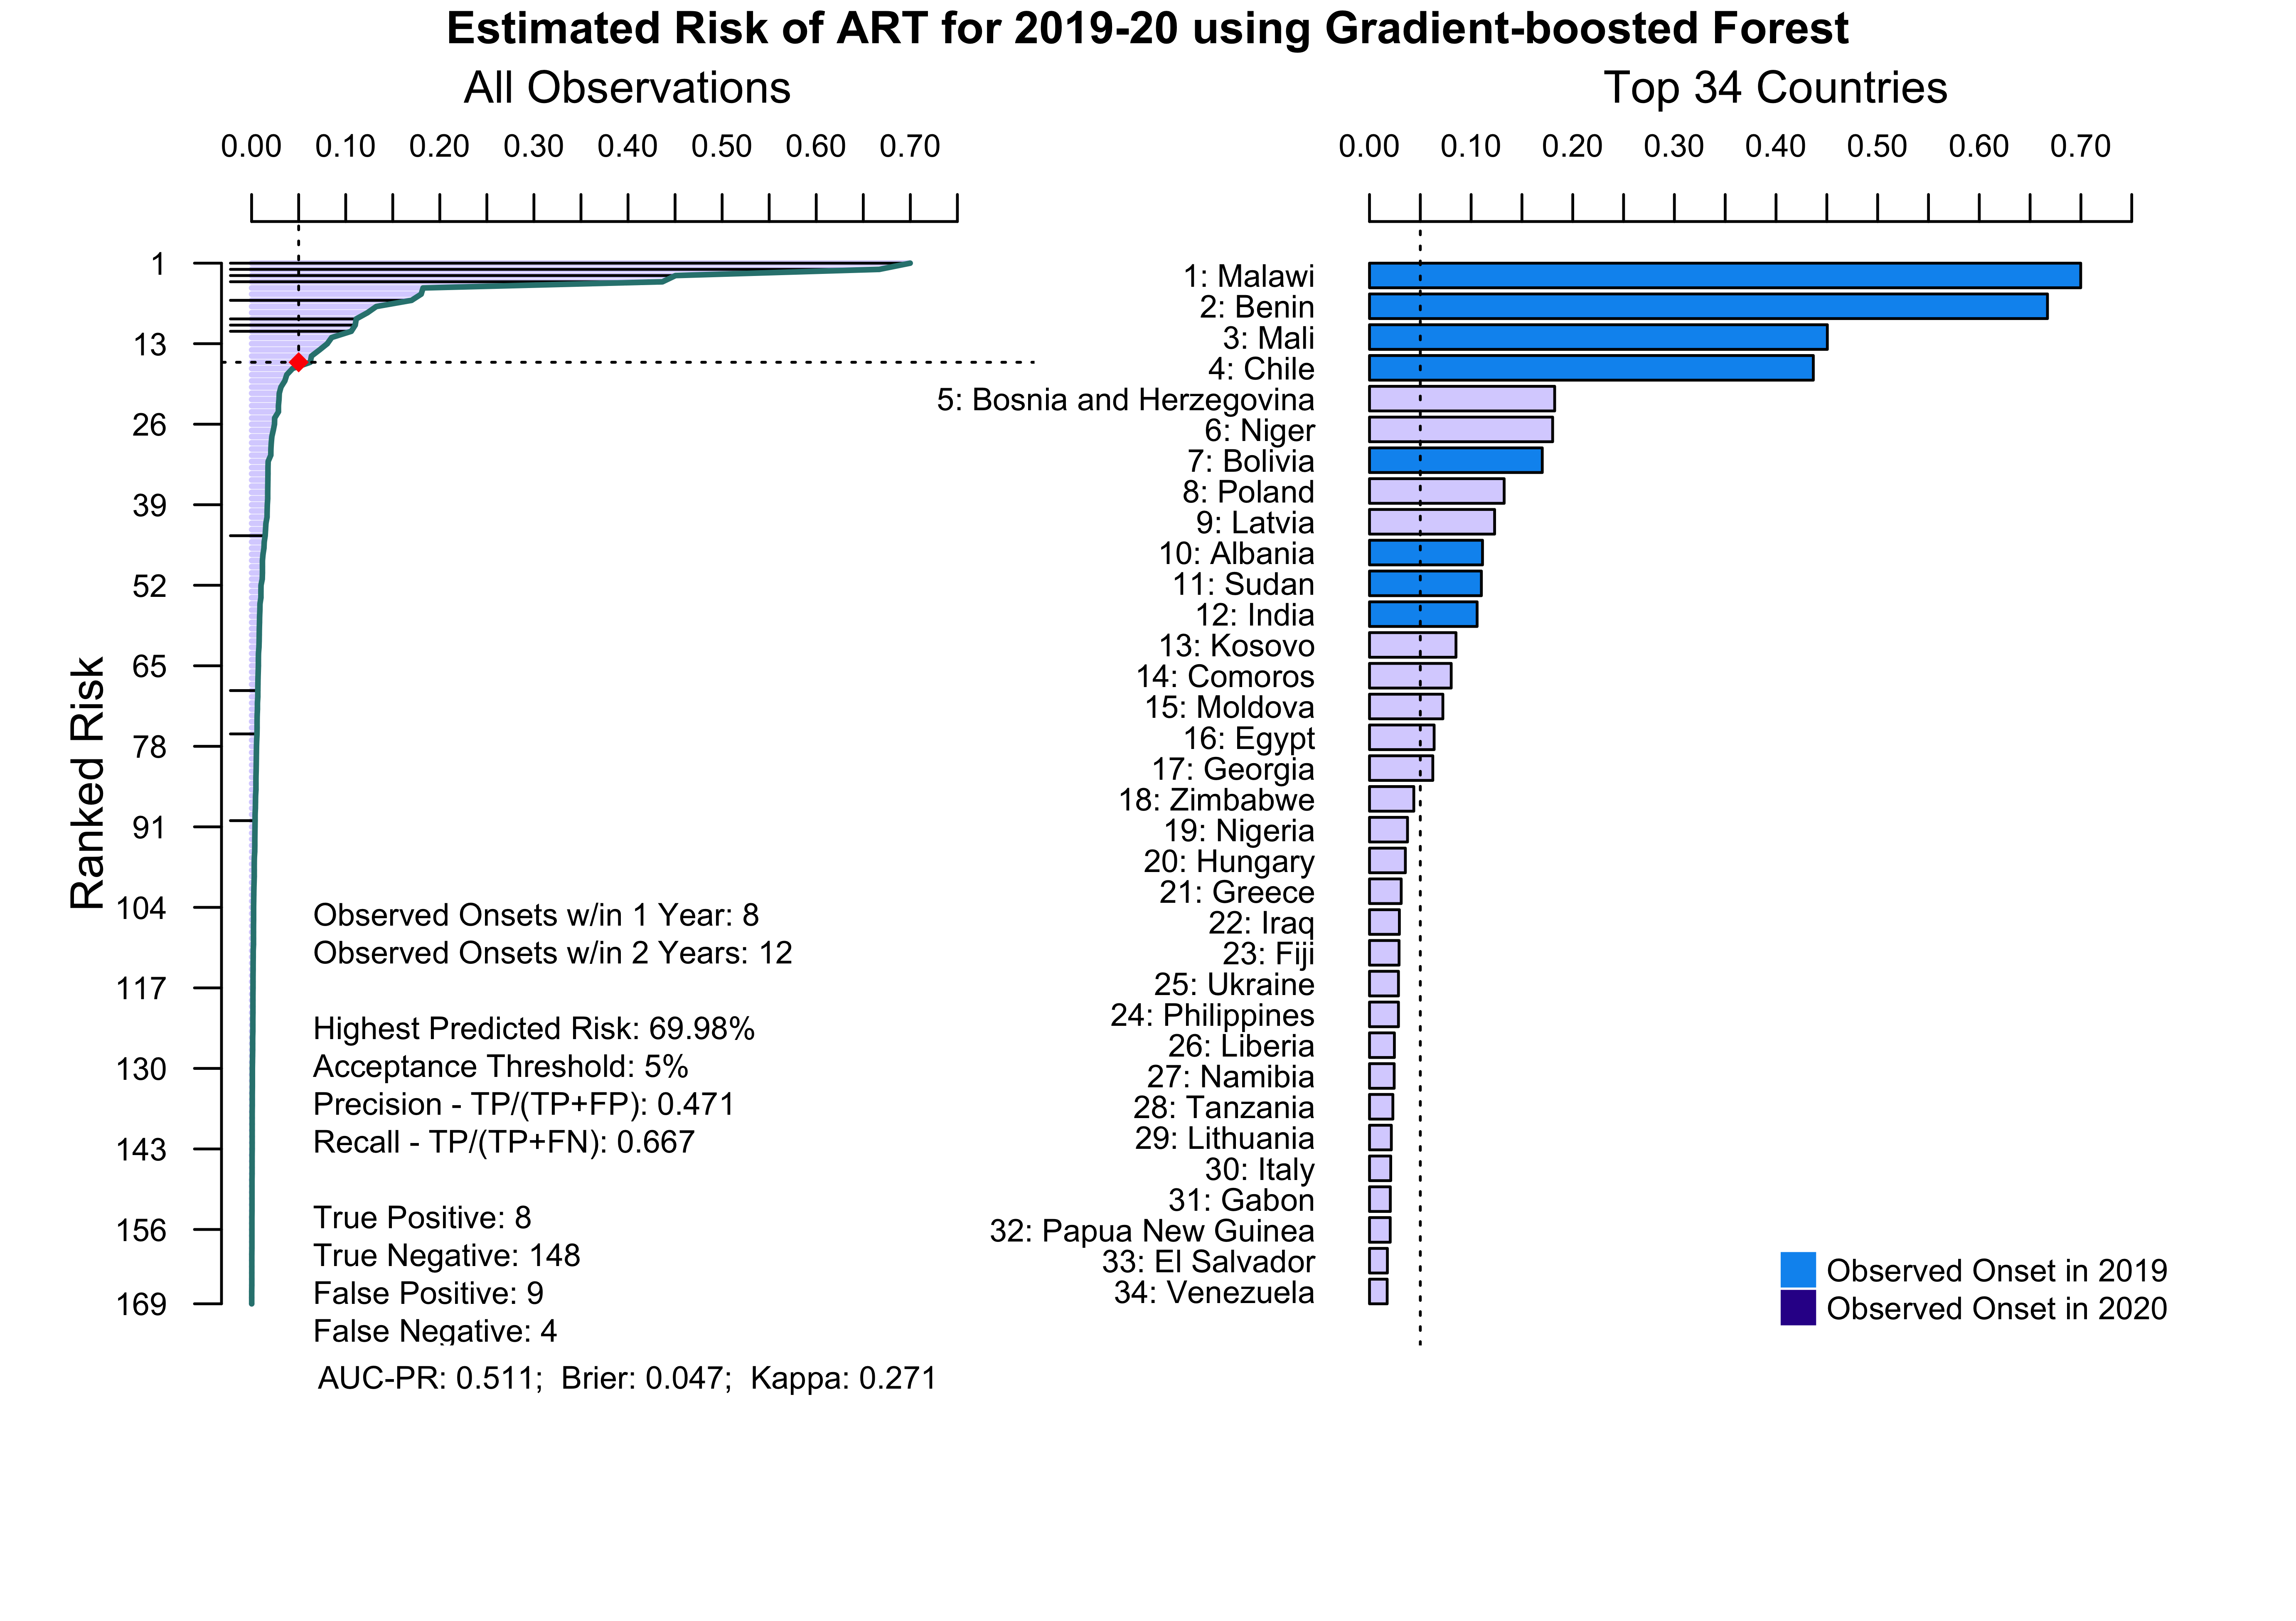 Estimated Risk of ART for 2019-20 using Gradient-boosted Forest
All Observations
0.00 0.10 0.20 0.30 0.40 0.50 0.60 0.70
Ranked Risk
1
13
26
39
52
65
78
91
104
117
130
143
156
169
Observed Onsets w/in 1 Year: 8
Observed Onsets w/in 2 Years: 12
Highest Predicted Risk: 69.98%
Acceptance Threshold: 5%
Precision - TP/(TP+FP): 0.471
Recall - TP/(TP+FN): 0.667
True Positive: 8
True Negative: 148
False Positive: 9
False Negative: 4
AUC-PR: 0.511; Brier: 0.047; Kappa: 0.271
Top 34 Countries
0.00 0.10 0.20 0.30 0.40 0.50 0.60 0.70
1: Malawi
2: Benin
3: Mali
4: Chile
5: Bosnia and Herzegovina
6: Niger
7: Bolivia
8: Poland
9: Latvia
10: Albania
11: Sudan
12: India
13: Kosovo
14: Comoros
15: Moldova
16: Egypt
17: Georgia
18: Zimbabwe
19: Nigeria
20: Hungary
21: Greece
22: Iraq
23: Fiji
25: Ukraine
24: Philippines
26: Liberia
27: Namibia
28: Tanzania
29: Lithuania
30: Italy
31: Gabon
32: Papua New Guinea
33: El Salvador
34: Venezuela
Observed Onset in 2019
Observed Onset in 2020